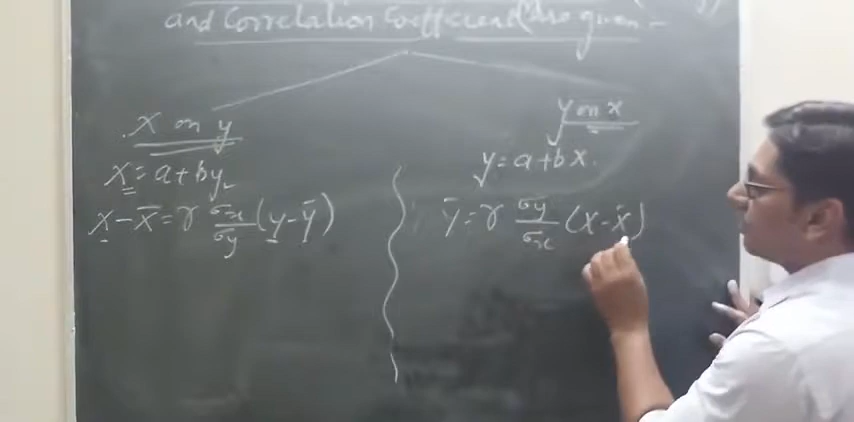 and Correlation Coefficient are given -
X on y
x = a + by
x - x̄ = r σx/σy (y - ȳ)
y on x
y = a + bx.
ȳ = r σy/σx (x - x̄)